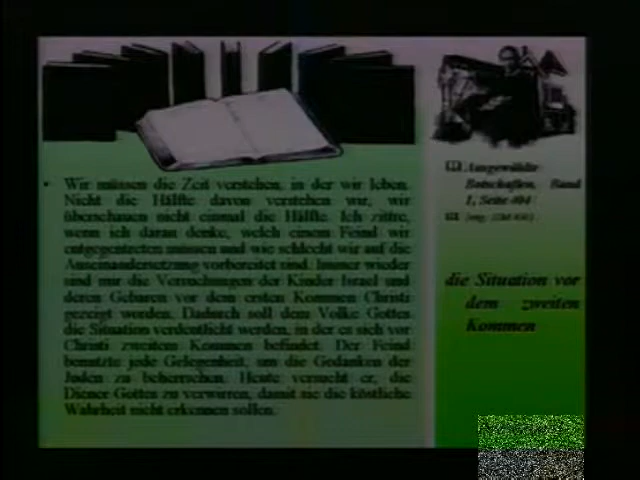 • Wir müssen die Zeit verstehen, in der wir leben.
Nicht die Hälfte davon verstehen wir, wir
überschauen nicht einmal die Hälfte. Ich zittre,
wenn ich daran denke, welch einem Feind wir
entgegentreten müssen und wie schlecht wir auf die
Auseinandersetzung vorbereitet sind. Immer wieder
sind mir die Versuchungen der Kinder Israel und
deren Gebaren vor dem ersten Kommen Christi
gezeigt worden. Dadurch soll dem Volke Gottes
die Situation verdeutlicht werden, in der es sich vor
Christi zweitem Kommen befindet. Der Feind
benutzte jede Gelegenheit, um die Gedanken der
Juden zu beherrschen. Heute versucht er, die
Diener Gottes zu verwirren, damit sie die köstliche
Wahrheit nicht erkennen sollen.
Ausgewählte
Botschaften, Band
1, Seite 404
die Situation vor
dem zweiten
Kommen